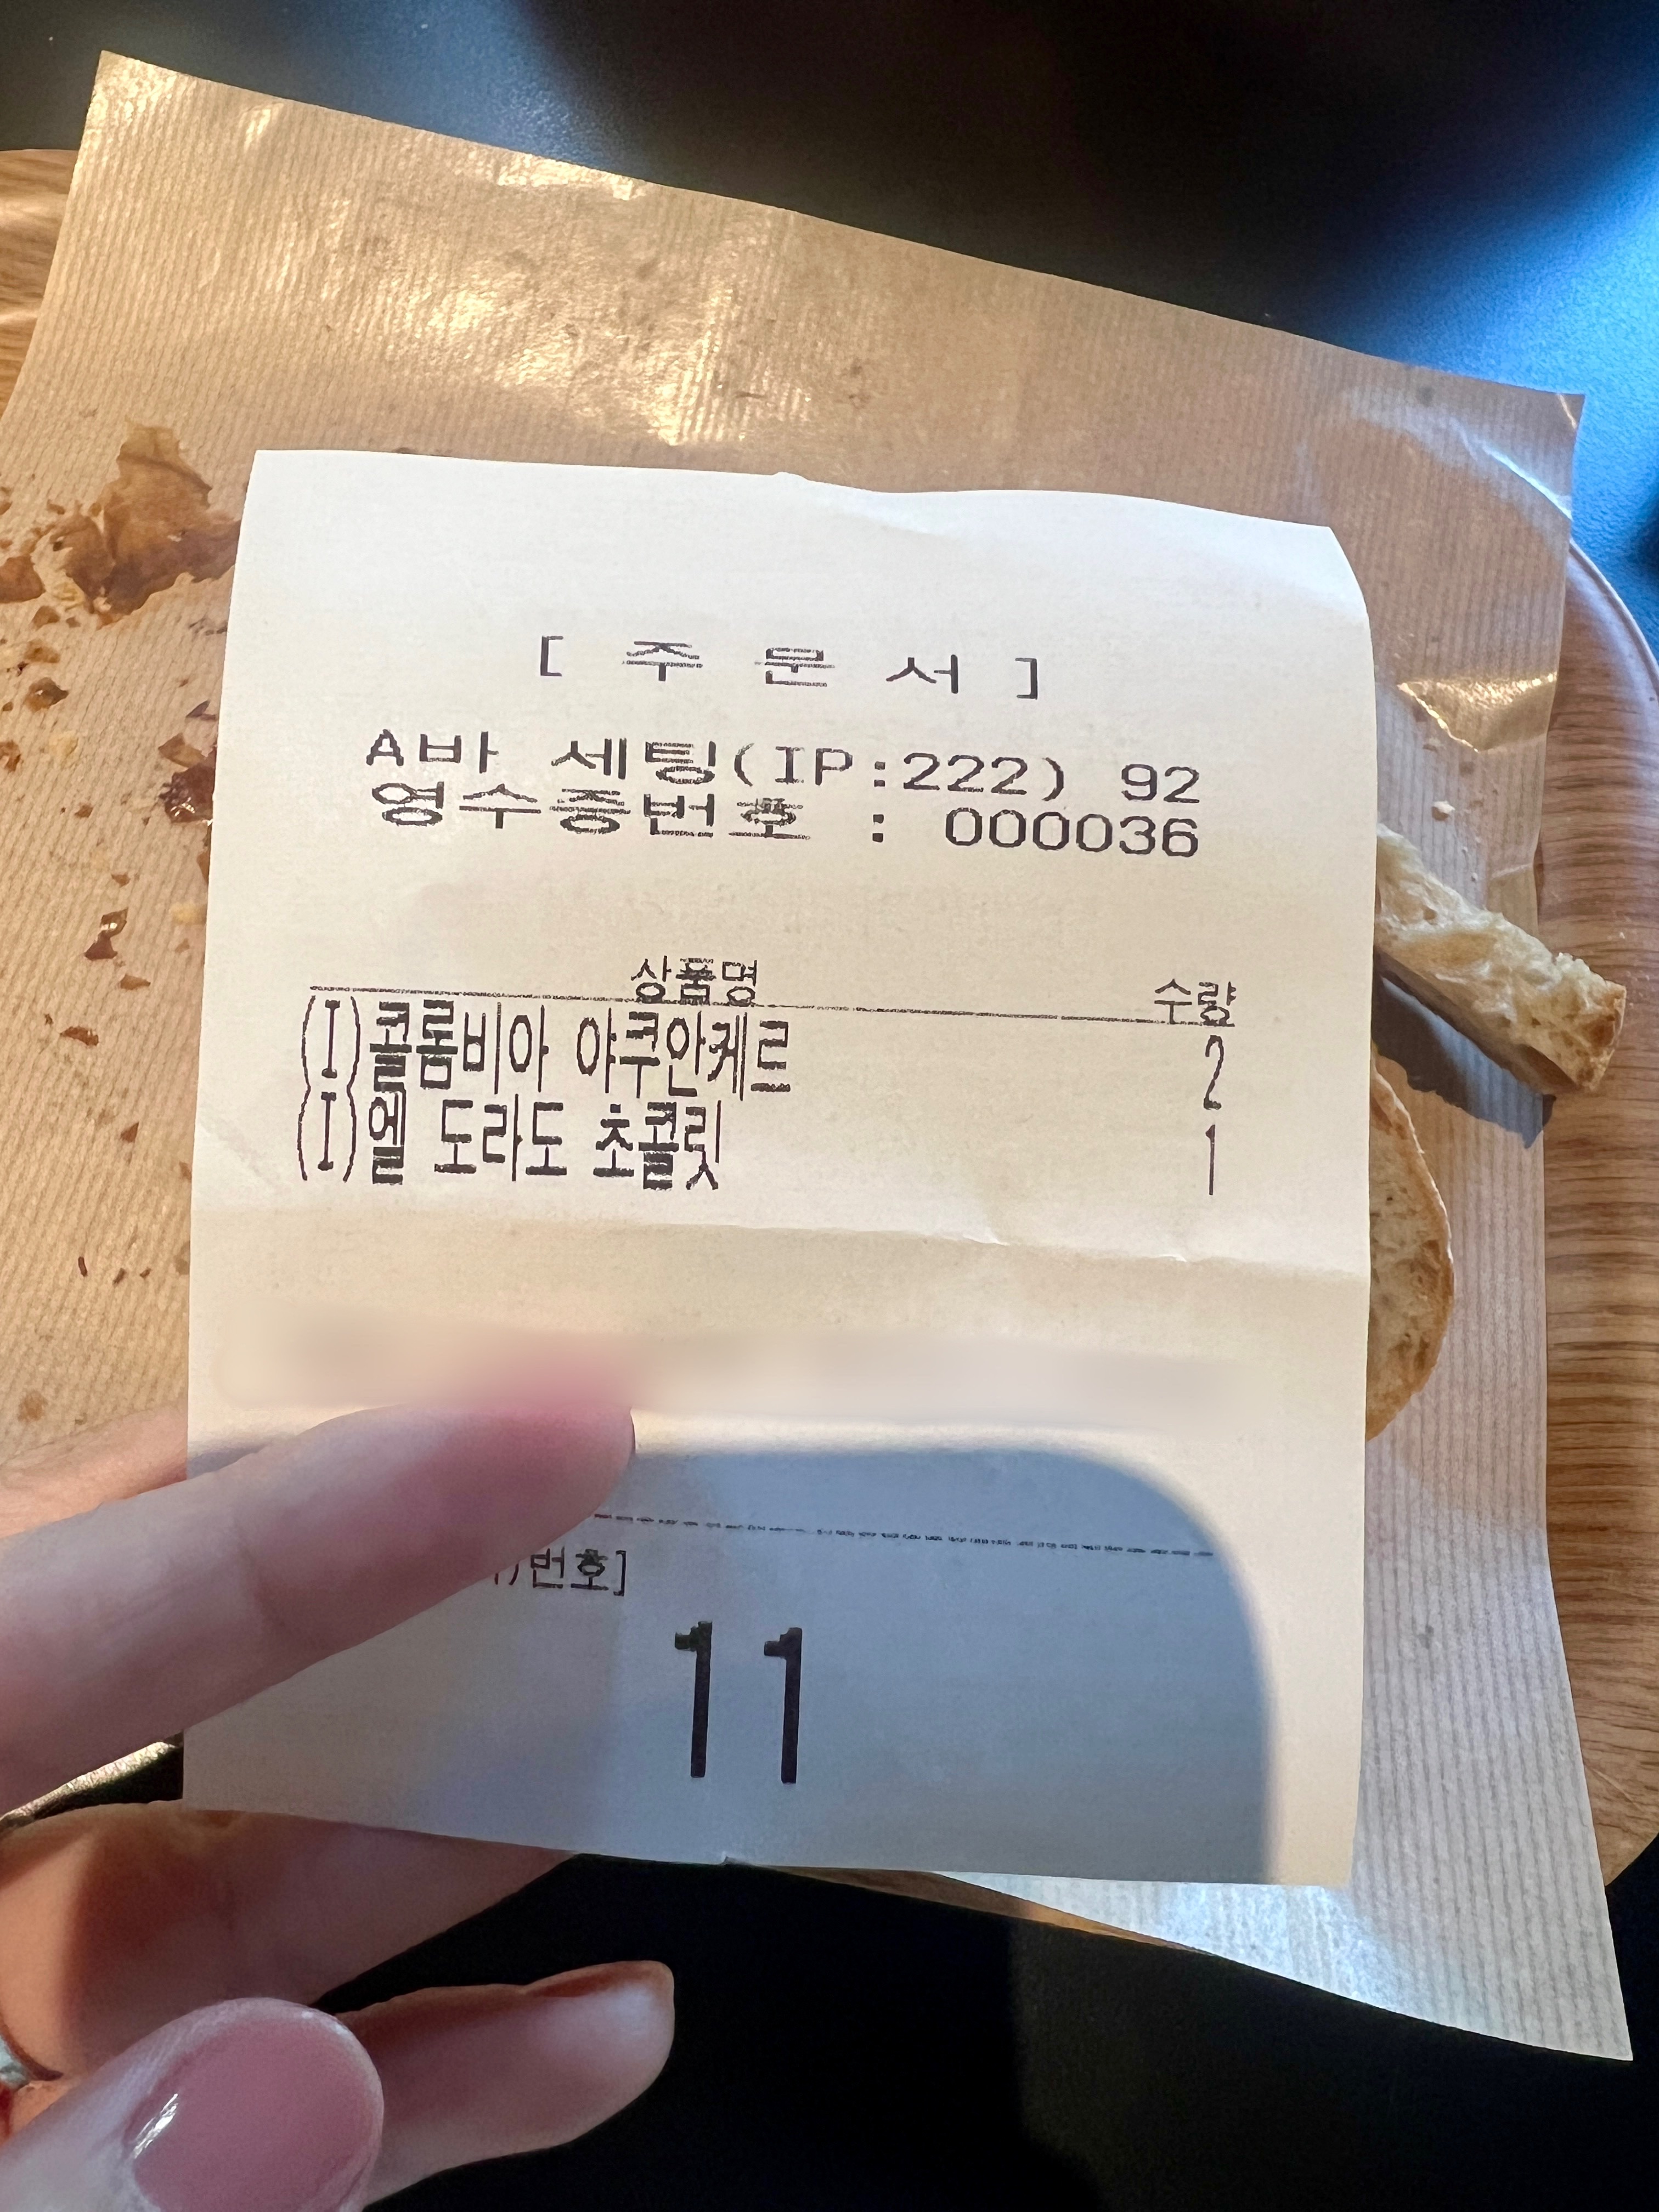 [ 주 문 서 ]
A바 세팅(IP:222) 92
영수증번호 : 000036
상품명 수량
(I)콜롬비아 야쿠안케르 2
(I)엘 도라도 초콜릿 1
번호]
11